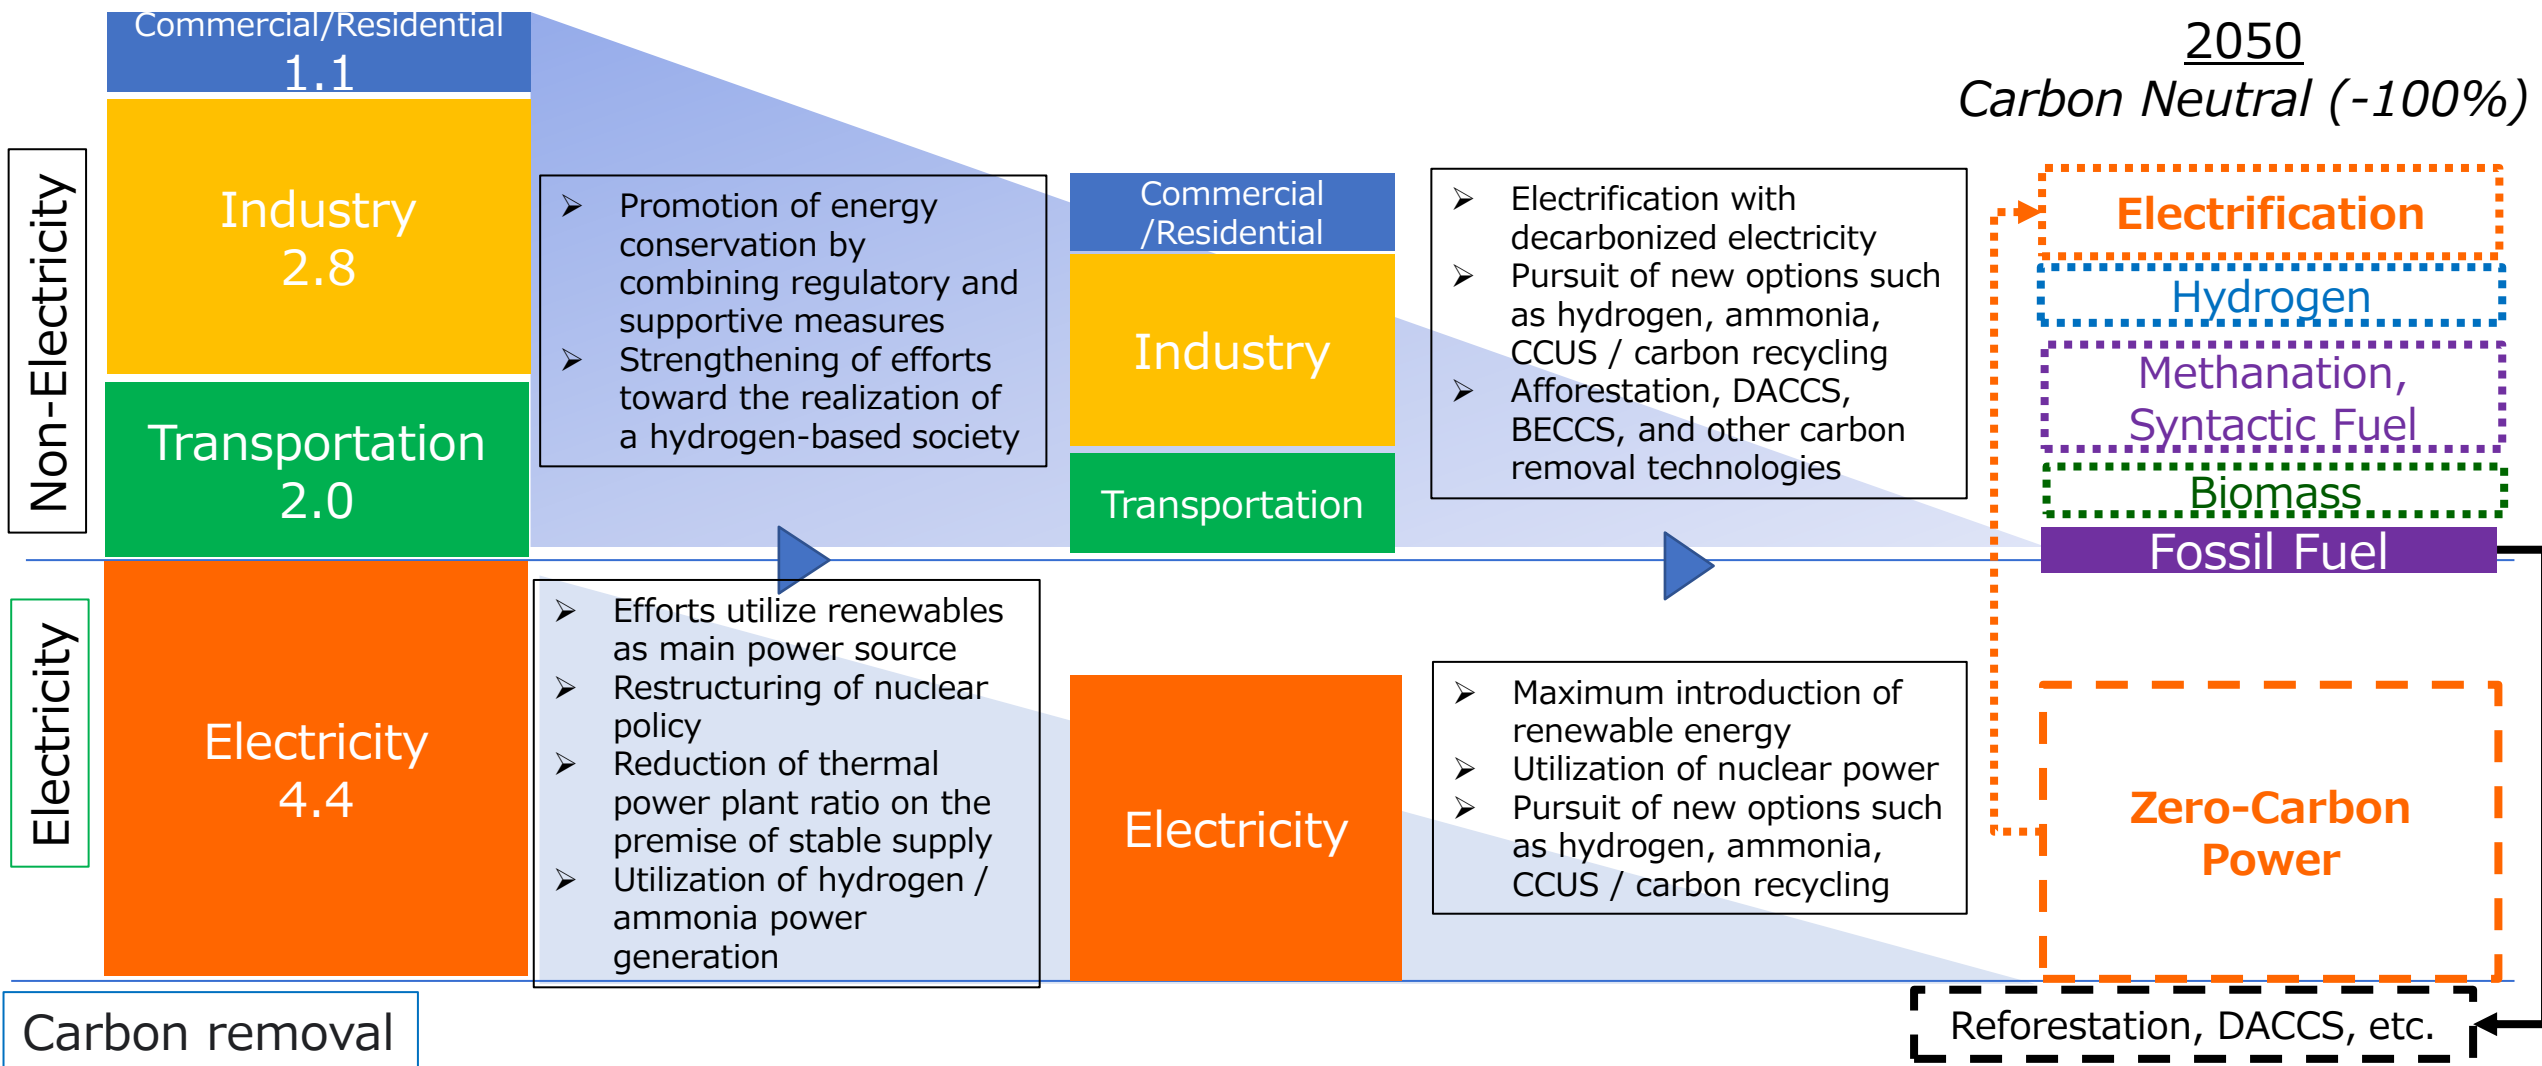 Commercial/Residential
1.1
Industry
2.8
Transportation
2.0
Non-Electricity
➢ Promotion of energy
conservation by
combining regulatory and
supportive measures
➢ Strengthening of efforts
toward the realization of
a hydrogen-based society
Commercial
/Residential
Industry
Transportation
➢ Electrification with
decarbonized electricity
➢ Pursuit of new options such
as hydrogen, ammonia,
CCUS / carbon recycling
➢ Afforestation, DACCS,
BECCS, and other carbon
removal technologies
2050
Carbon Neutral (-100%)
Electrification
Hydrogen
Methanation,
Syntactic Fuel
Biomass
Fossil Fuel
Electricity
Electricity
4.4
➢ Efforts utilize renewables
as main power source
➢ Restructuring of nuclear
policy
➢ Reduction of thermal
power plant ratio on the
premise of stable supply
➢ Utilization of hydrogen /
ammonia power
generation
Electricity
➢ Maximum introduction of
renewable energy
➢ Utilization of nuclear power
➢ Pursuit of new options such
as hydrogen, ammonia,
CCUS / carbon recycling
Zero-Carbon
Power
Carbon removal
Reforestation, DACCS, etc.